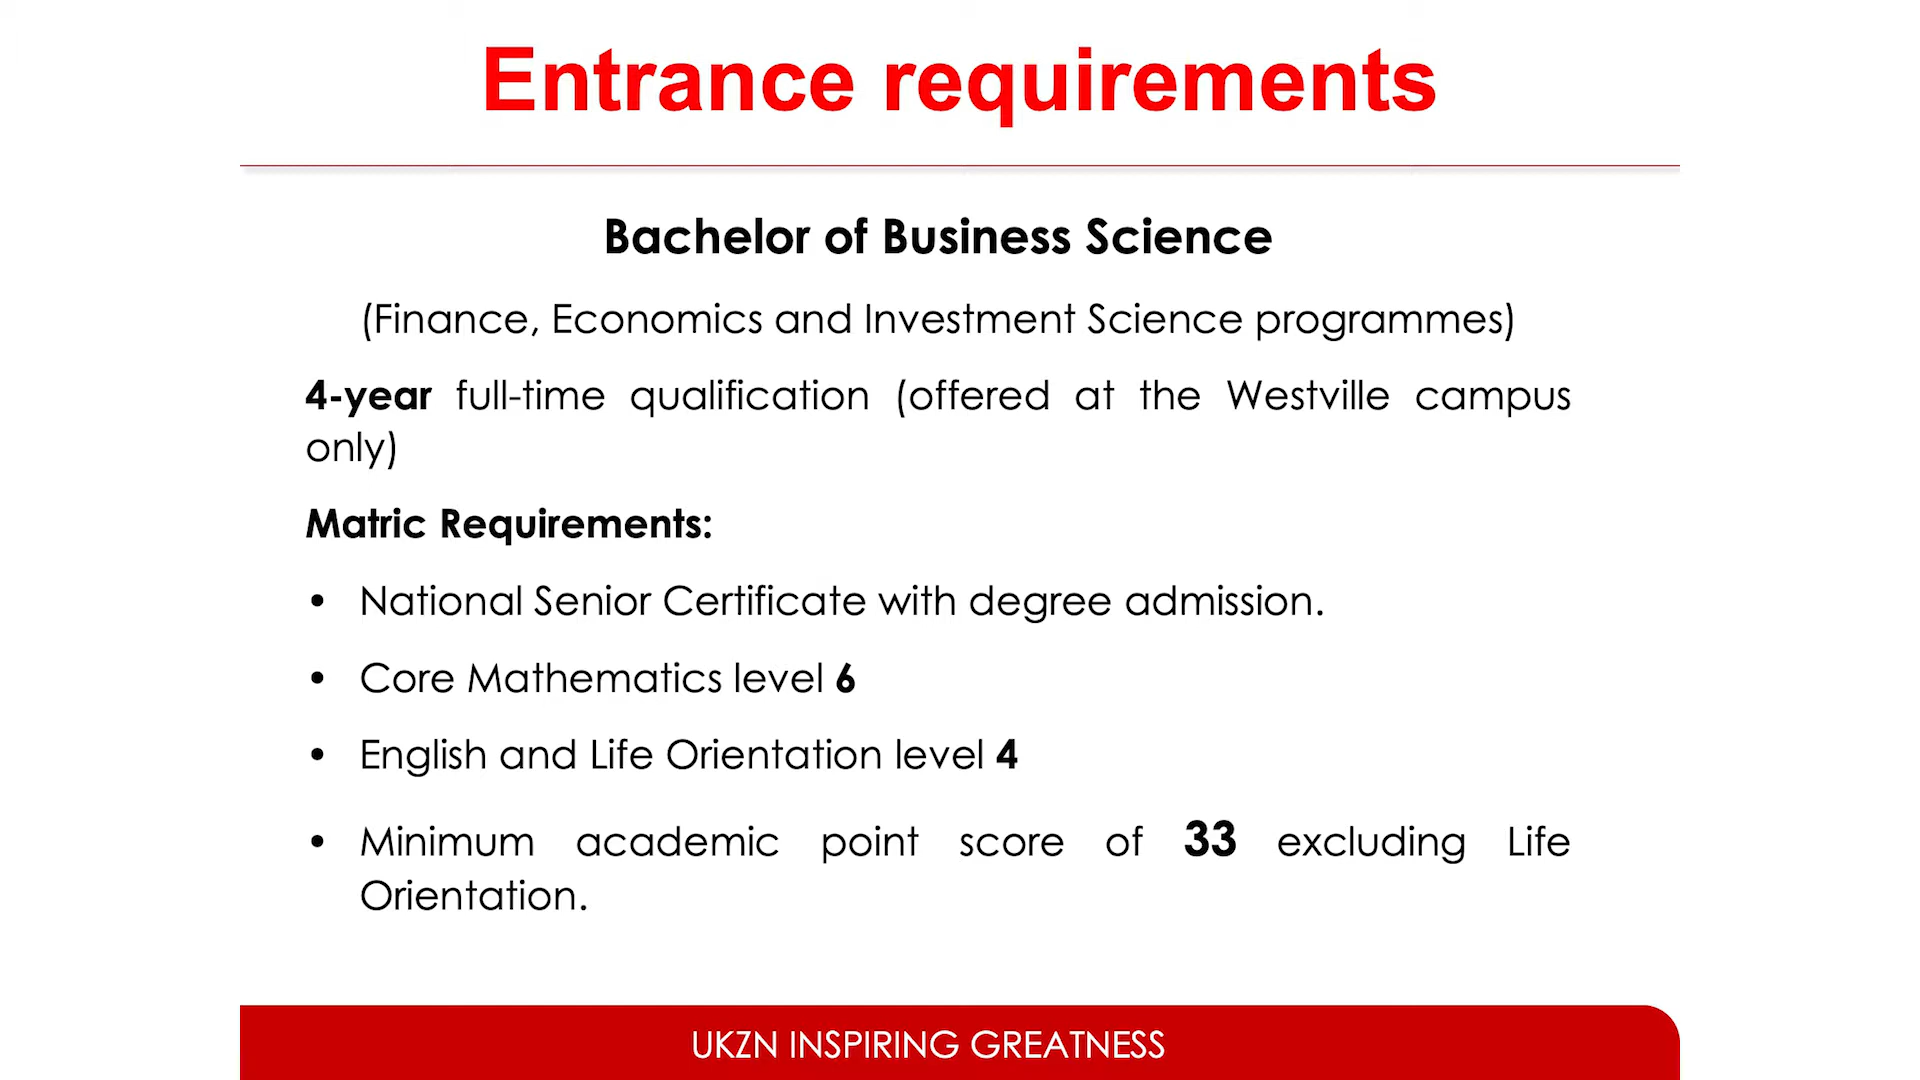 Entrance requirements
Bachelor of Business Science
(Finance, Economics and Investment Science programmes)
4-year full-time qualification (offered at the Westville campus
only)
Matric Requirements:
• National Senior Certificate with degree admission.
• Core Mathematics level 6
• English and Life Orientation level 4
• Minimum academic point score of 33 excluding Life
Orientation.
UKZN INSPIRING GREATNESS